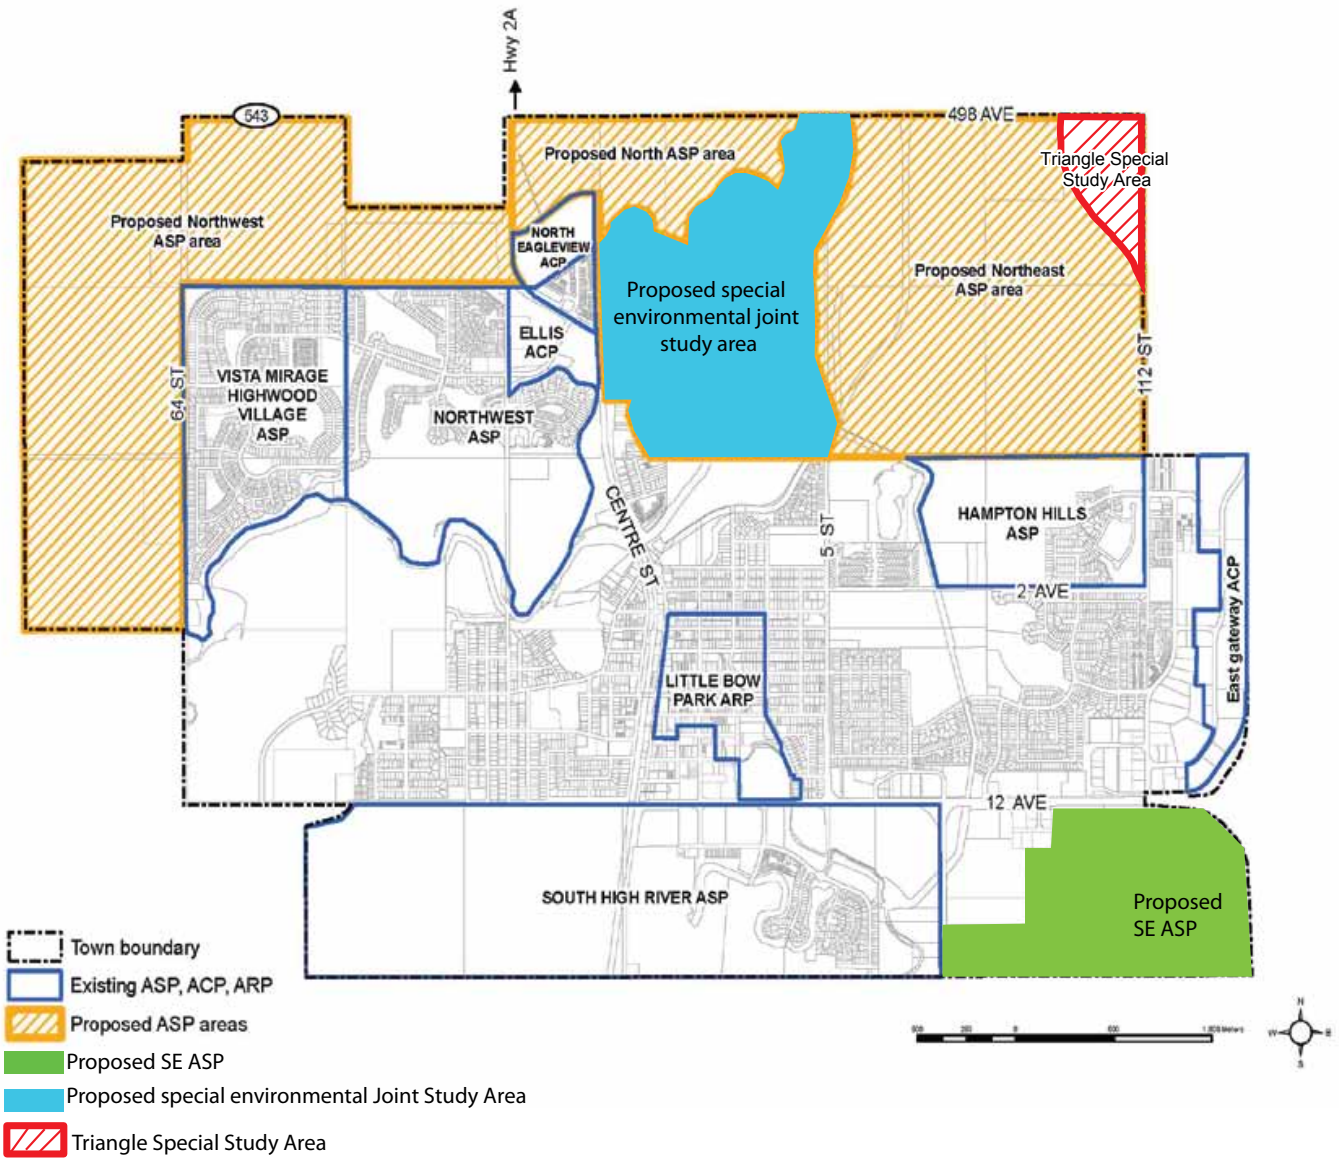 Hwy 2A
543
498 AVE
Proposed North ASP area
Triangle Special
Study Area
Proposed Northwest
ASP area
NORTH
EAGLEVIEW
ACP
Proposed Northeast
ASP area
Proposed special
environmental joint
study area
ELLIS
ACP
64 ST
112 ST
VISTA MIRAGE
HIGHWOOD
VILLAGE
ASP
NORTHWEST
ASP
CENTRE ST
5 ST
HAMPTON HILLS
ASP
2 AVE
East gateway ACP
LITTLE BOW
PARK ARP
12 AVE
SOUTH HIGH RIVER ASP
Proposed
SE ASP
Town boundary
Existing ASP, ACP, ARP
Proposed ASP areas
Proposed SE ASP
Proposed special environmental Joint Study Area
Triangle Special Study Area
N
W
E
S